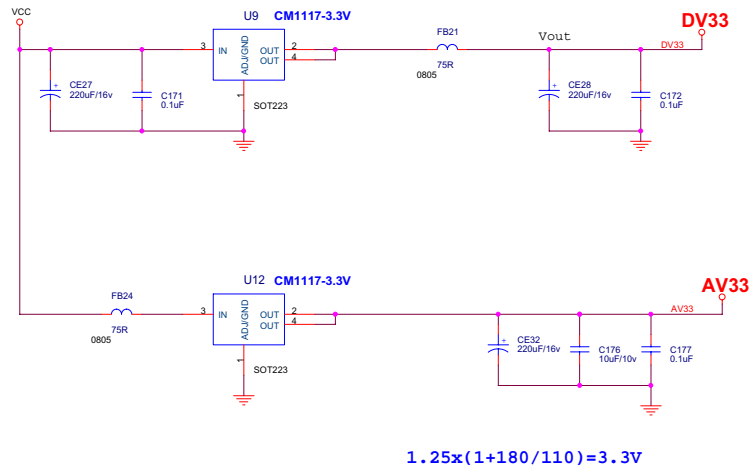 VCC
U9 CM1117-3.3V
3 IN ADJ/GND OUT 2
OUT 4
1
SOT223
CE27
220uF/16v
C171
0.1uF
FB21
75R
0805
Vout
DV33
DV33
CE28
220uF/16v
C172
0.1uF
U12 CM1117-3.3V
FB24
75R
0805
3 IN ADJ/GND OUT 2
OUT 4
1
SOT223
AV33
AV33
CE32
220uF/16v
C176
10uF/10v
C177
0.1uF
1.25x(1+180/110)=3.3V